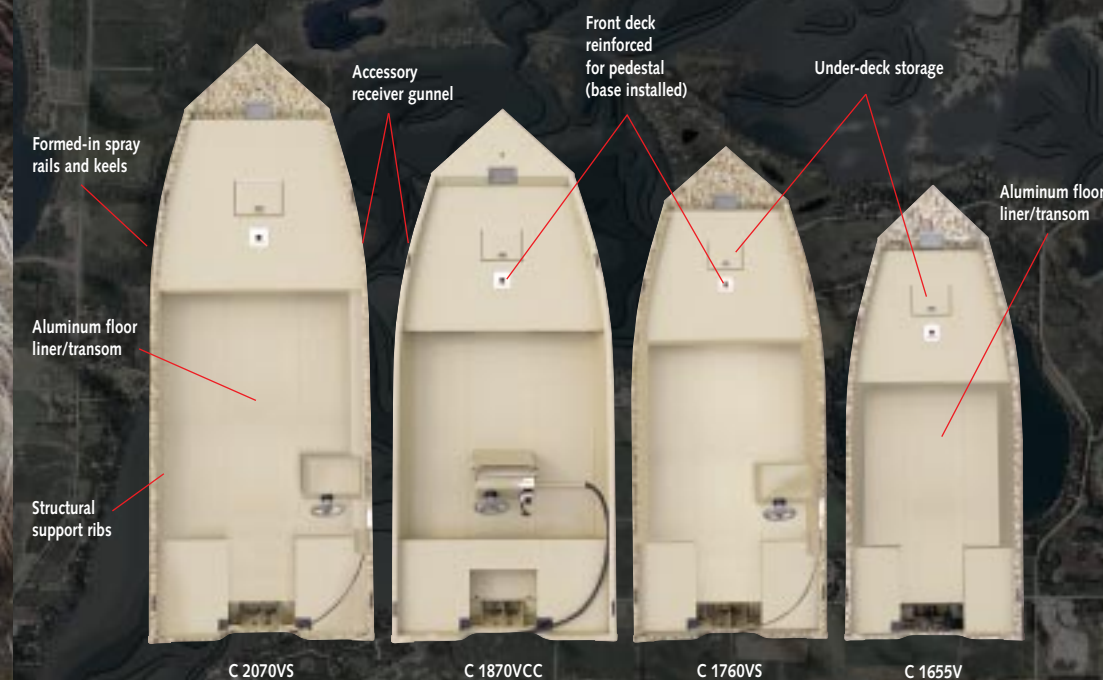 Front deck
reinforced
for pedestal
(base installed)
Accessory
receiver gunnel
Under-deck storage
Formed-in spray
rails and keels
Aluminum floor
liner/transom
Aluminum floor
liner/transom
Structural
support ribs
C 2070VS
C 1870VCC
C 1760VS
C 1655V